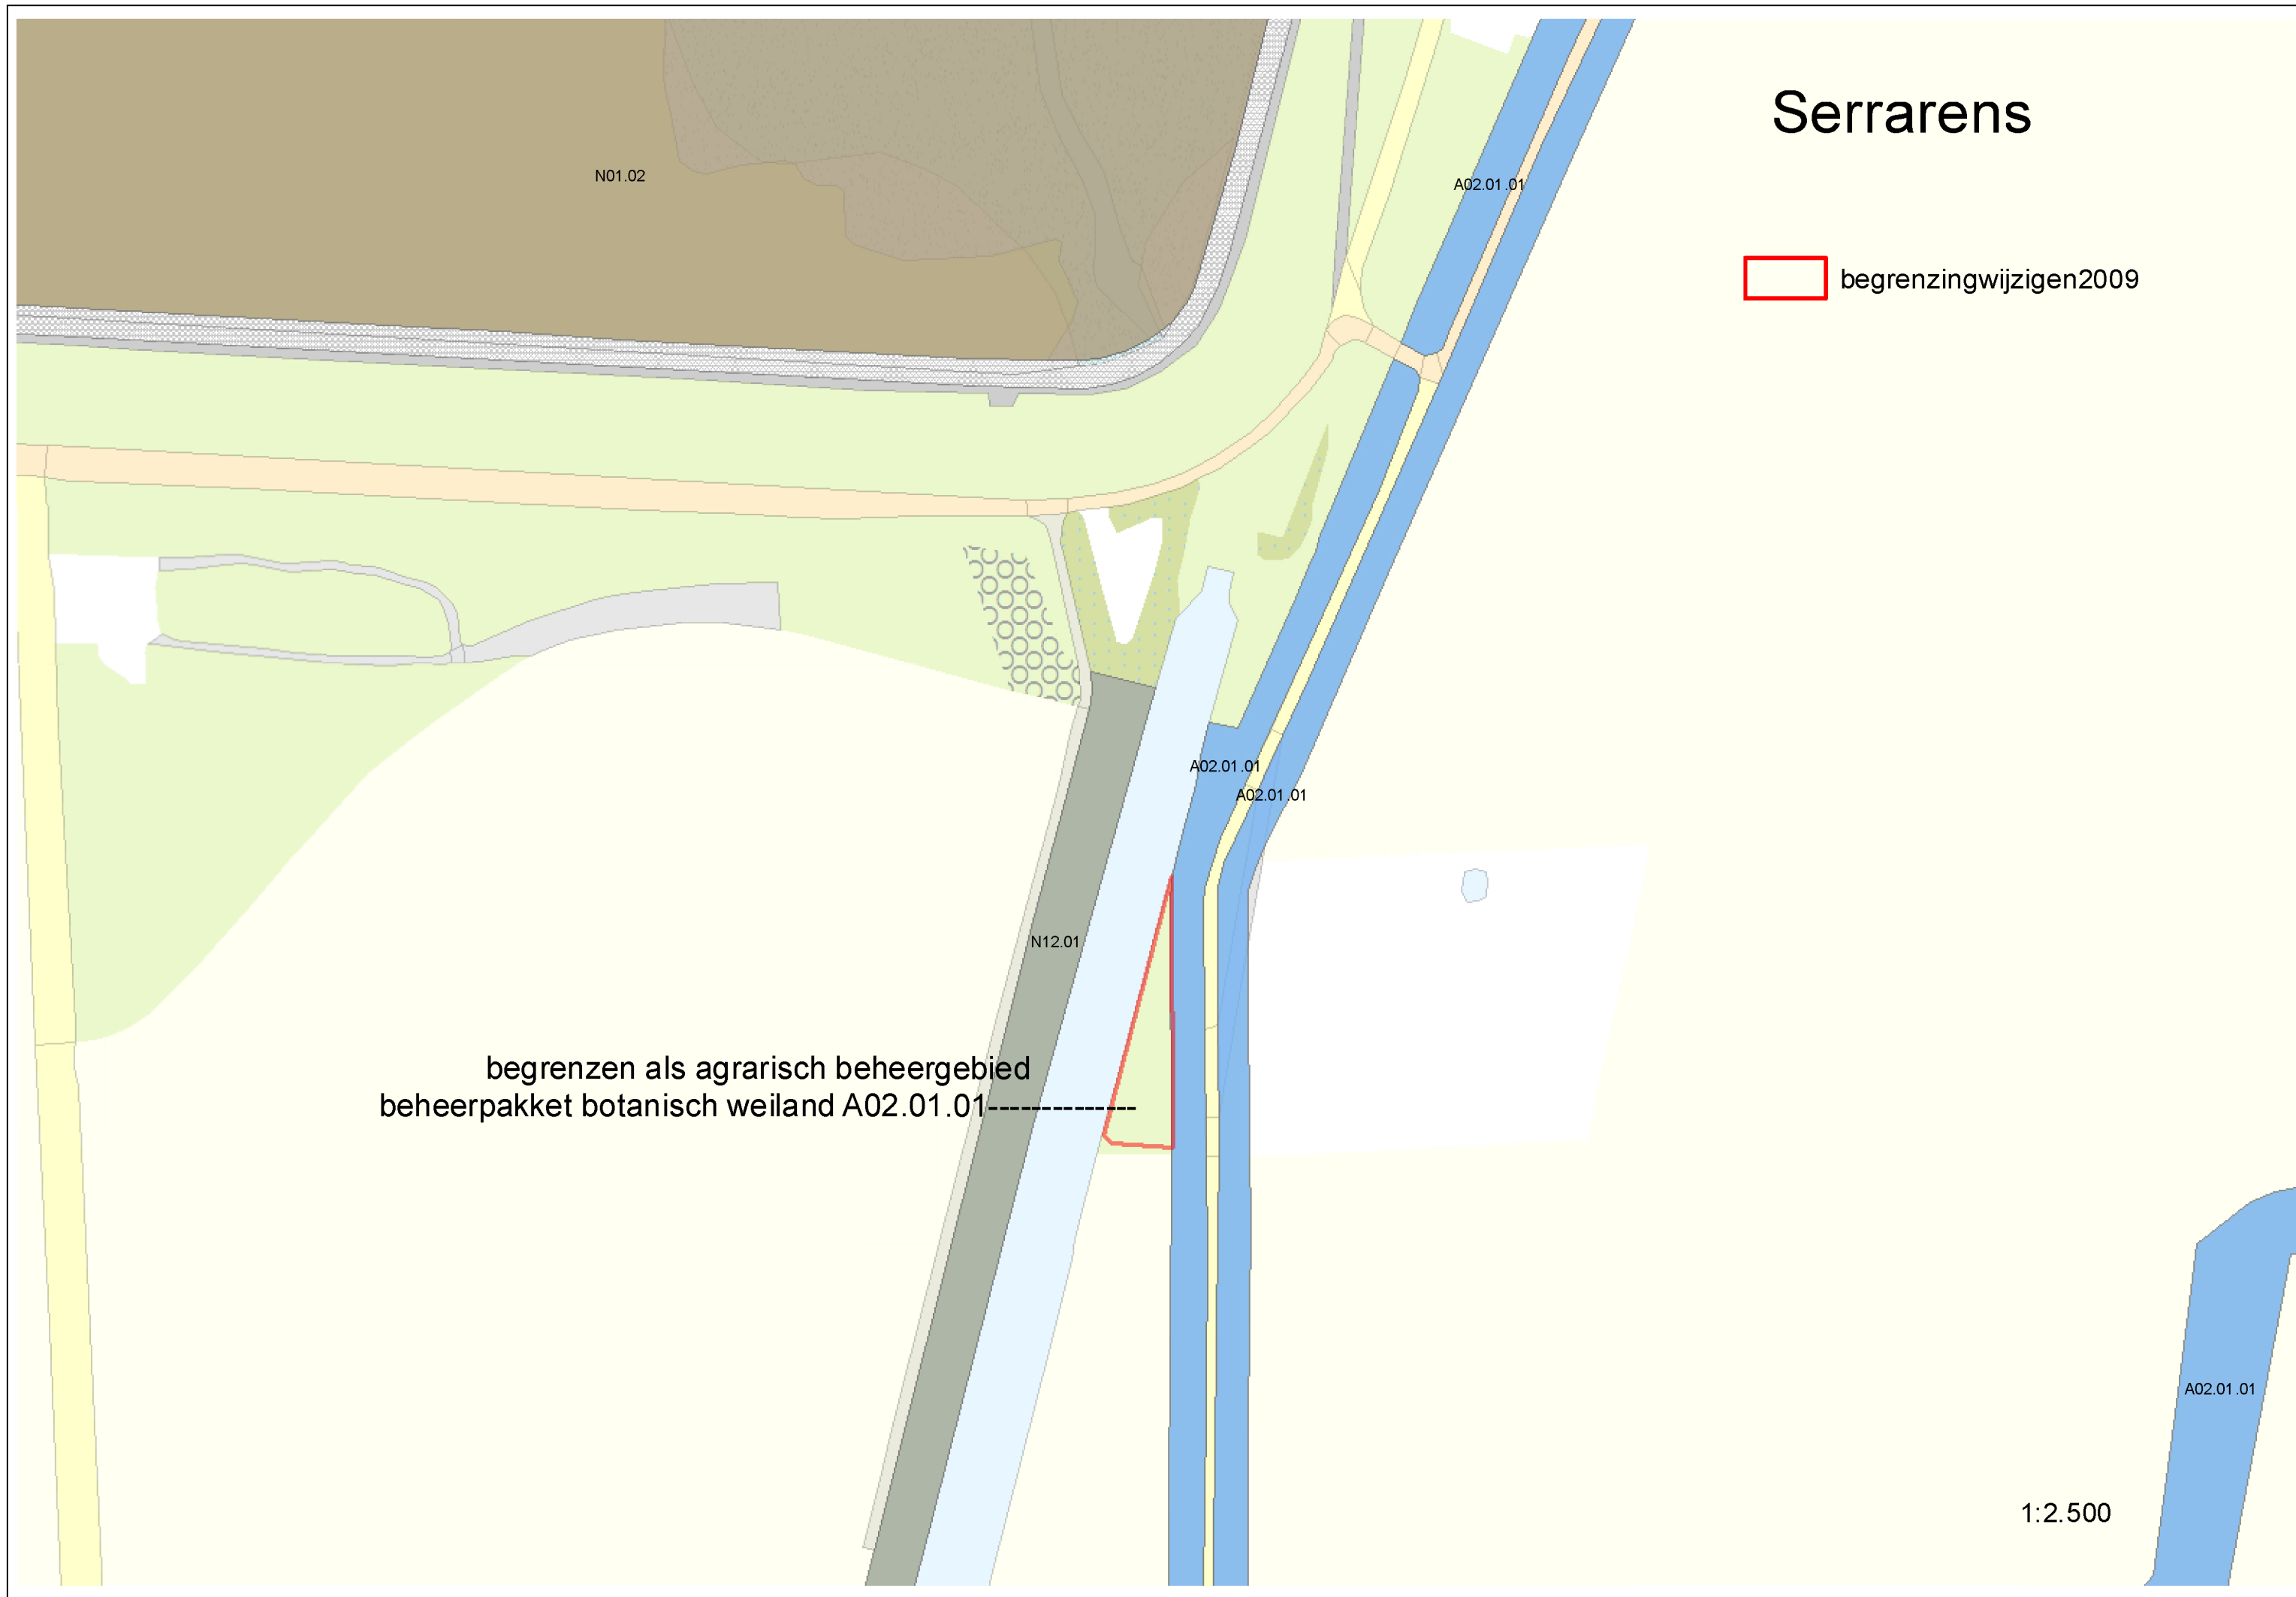 Serrarens
N01.02
A02.01.01
begrenzingwijzigen2009
A02.01.01
A02.01.01
N12.01
begrenzen als agrarisch beheergebied
beheerpakket botanisch weiland A02.01.01---------------
A02.01.01
1:2.500